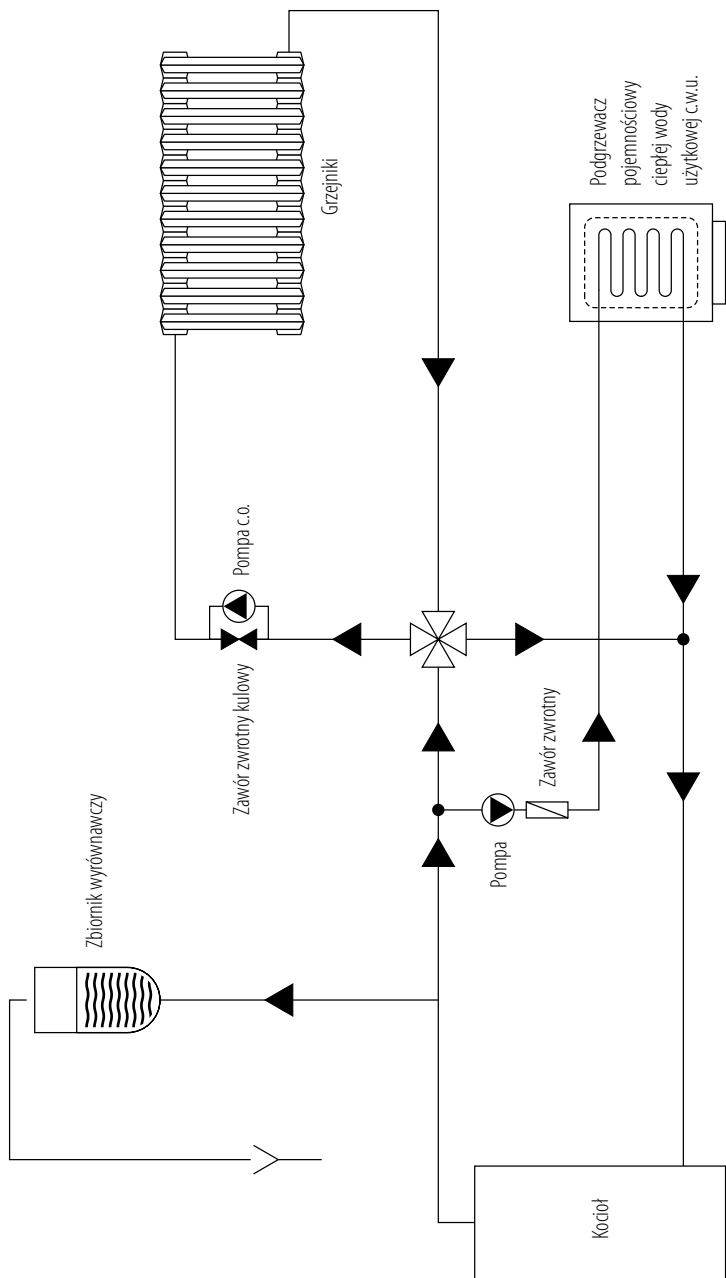 Grzejniki
Podgrzewacz
pojemnościowy
ciepłej wody
użytkowej c.w.u.
Pompa c.o.
Zawór zwrotny kulowy
Zawór zwrotny
Pompa
Zbiornik wyrównawczy
Kocioł